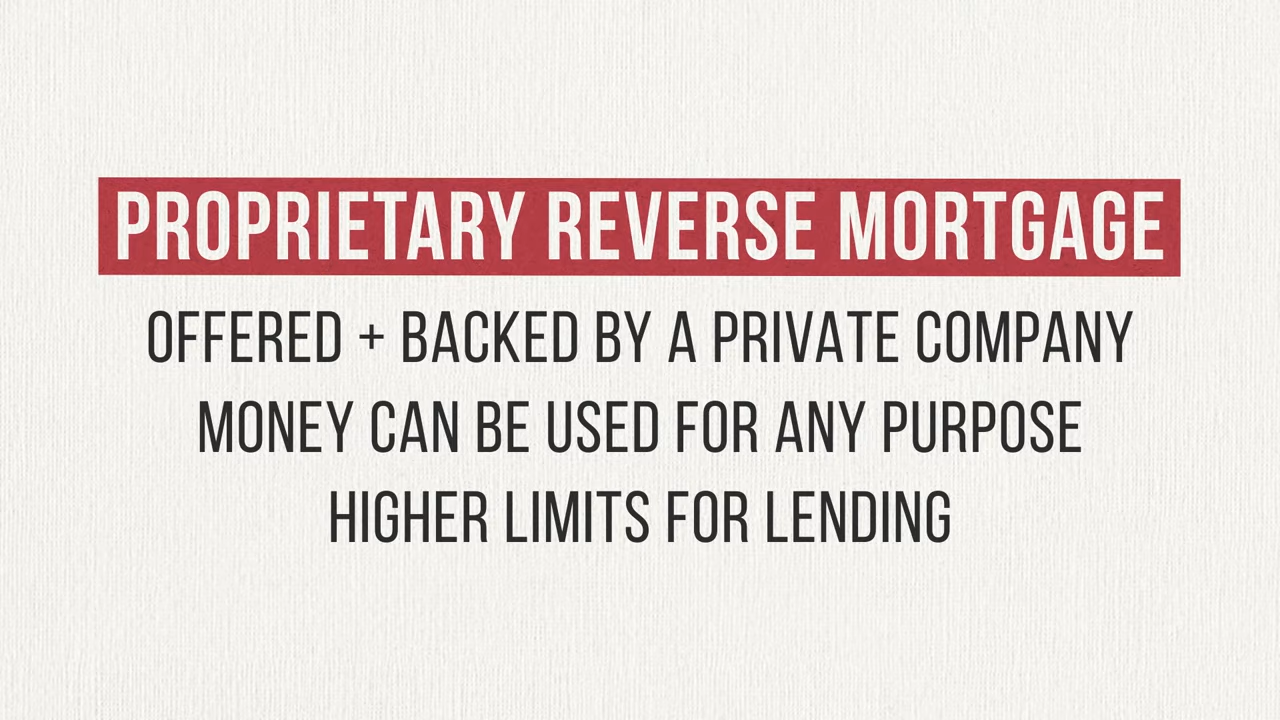 PROPRIETARY REVERSE MORTGAGE
OFFERED + BACKED BY A PRIVATE COMPANY
MONEY CAN BE USED FOR ANY PURPOSE
HIGHER LIMITS FOR LENDING